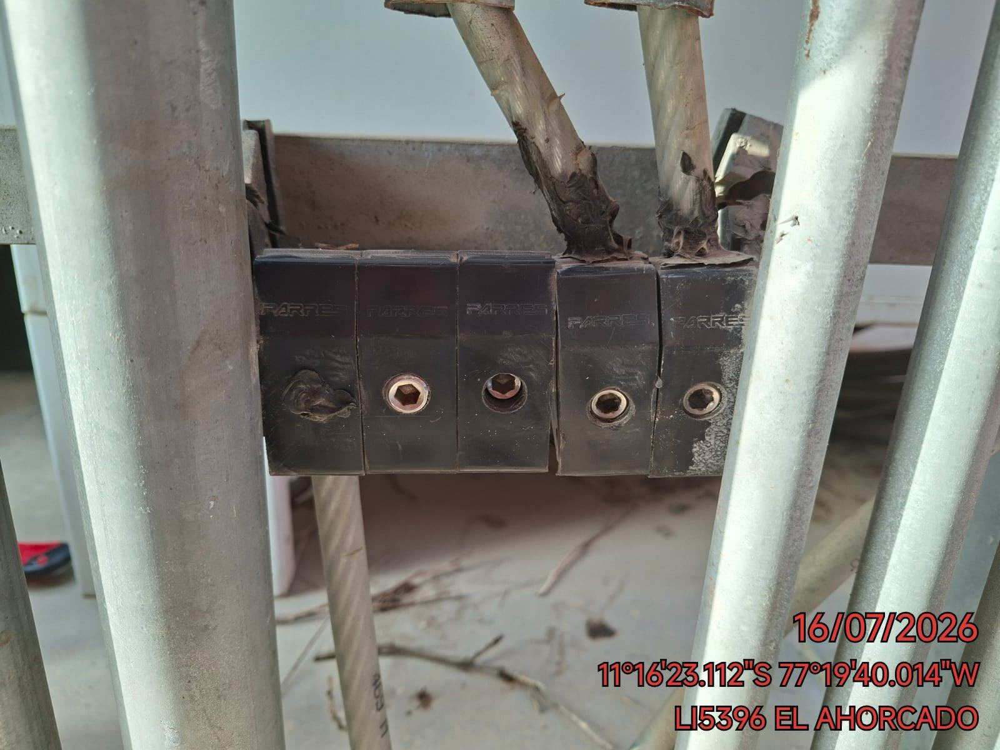 PARRES PARRES PARRES PARRES PARRES
16/07/2026
11°16'23.112"S 77°19'40.014"W
LI5396 EL AHORCADO